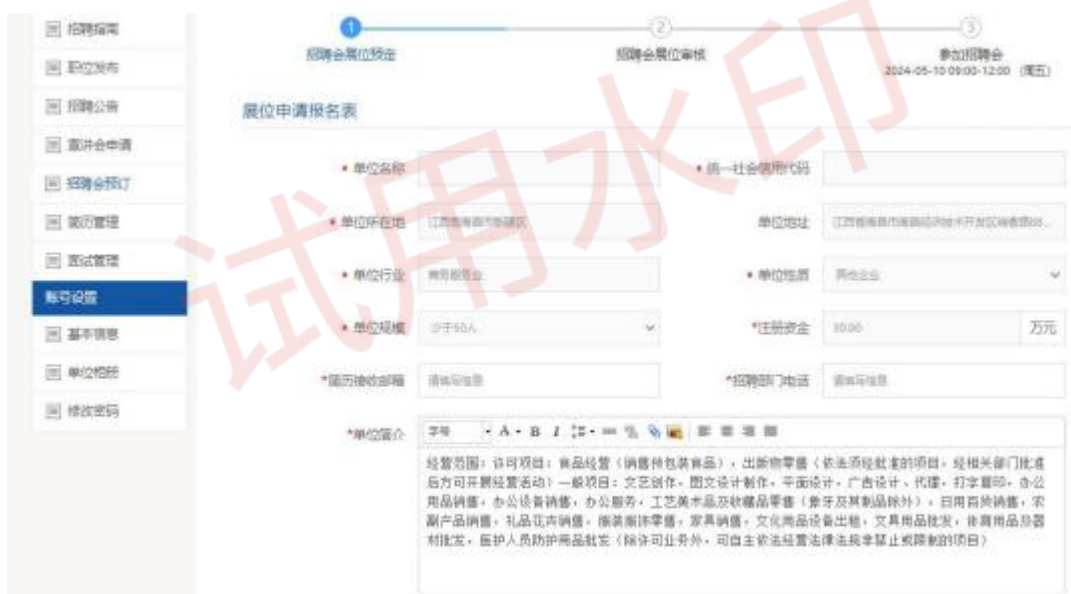 招聘指南
职位发布
招聘公告
宣讲会申请
招聘会预订
简历管理
面试管理
账号设置
基本信息
单位相册
修改密码
1
2
3
招聘会展位预定
招聘会展位审核
参加招聘会
2024-05-10 09:00-12:00 (周五)
展位申请报名表
* 单位名称
* 统一社会信用代码
* 单位所在地 江西省南昌市新建区
单位地址
* 单位行业 商务服务业
* 单位性质 其他企业
* 单位规模 少于50人
*注册资金 30.00 万元
*简历接收邮箱 请填写信息
*招聘部门电话 请填写信息
*单位简介
字号 A B I
经营范围：许可项目：食品经营（销售预包装食品），出版物零售（依法须经批准的项目，经相关部门批准
后方可开展经营活动）一般项目：文艺创作，图文设计制作，平面设计，广告设计、代理，打字复印，办公
用品销售，办公设备销售，办公服务，工艺美术品及收藏品零售（象牙及其制品除外），日用百货销售，农
副产品销售，礼品花卉销售，服装服饰零售，家具销售，文化用品设备出租，文具用品批发，体育用品及器
材批发，医护人员防护用品批发（除许可业务外，可自主依法经营法律法规非禁止或限制的项目）
试用水印